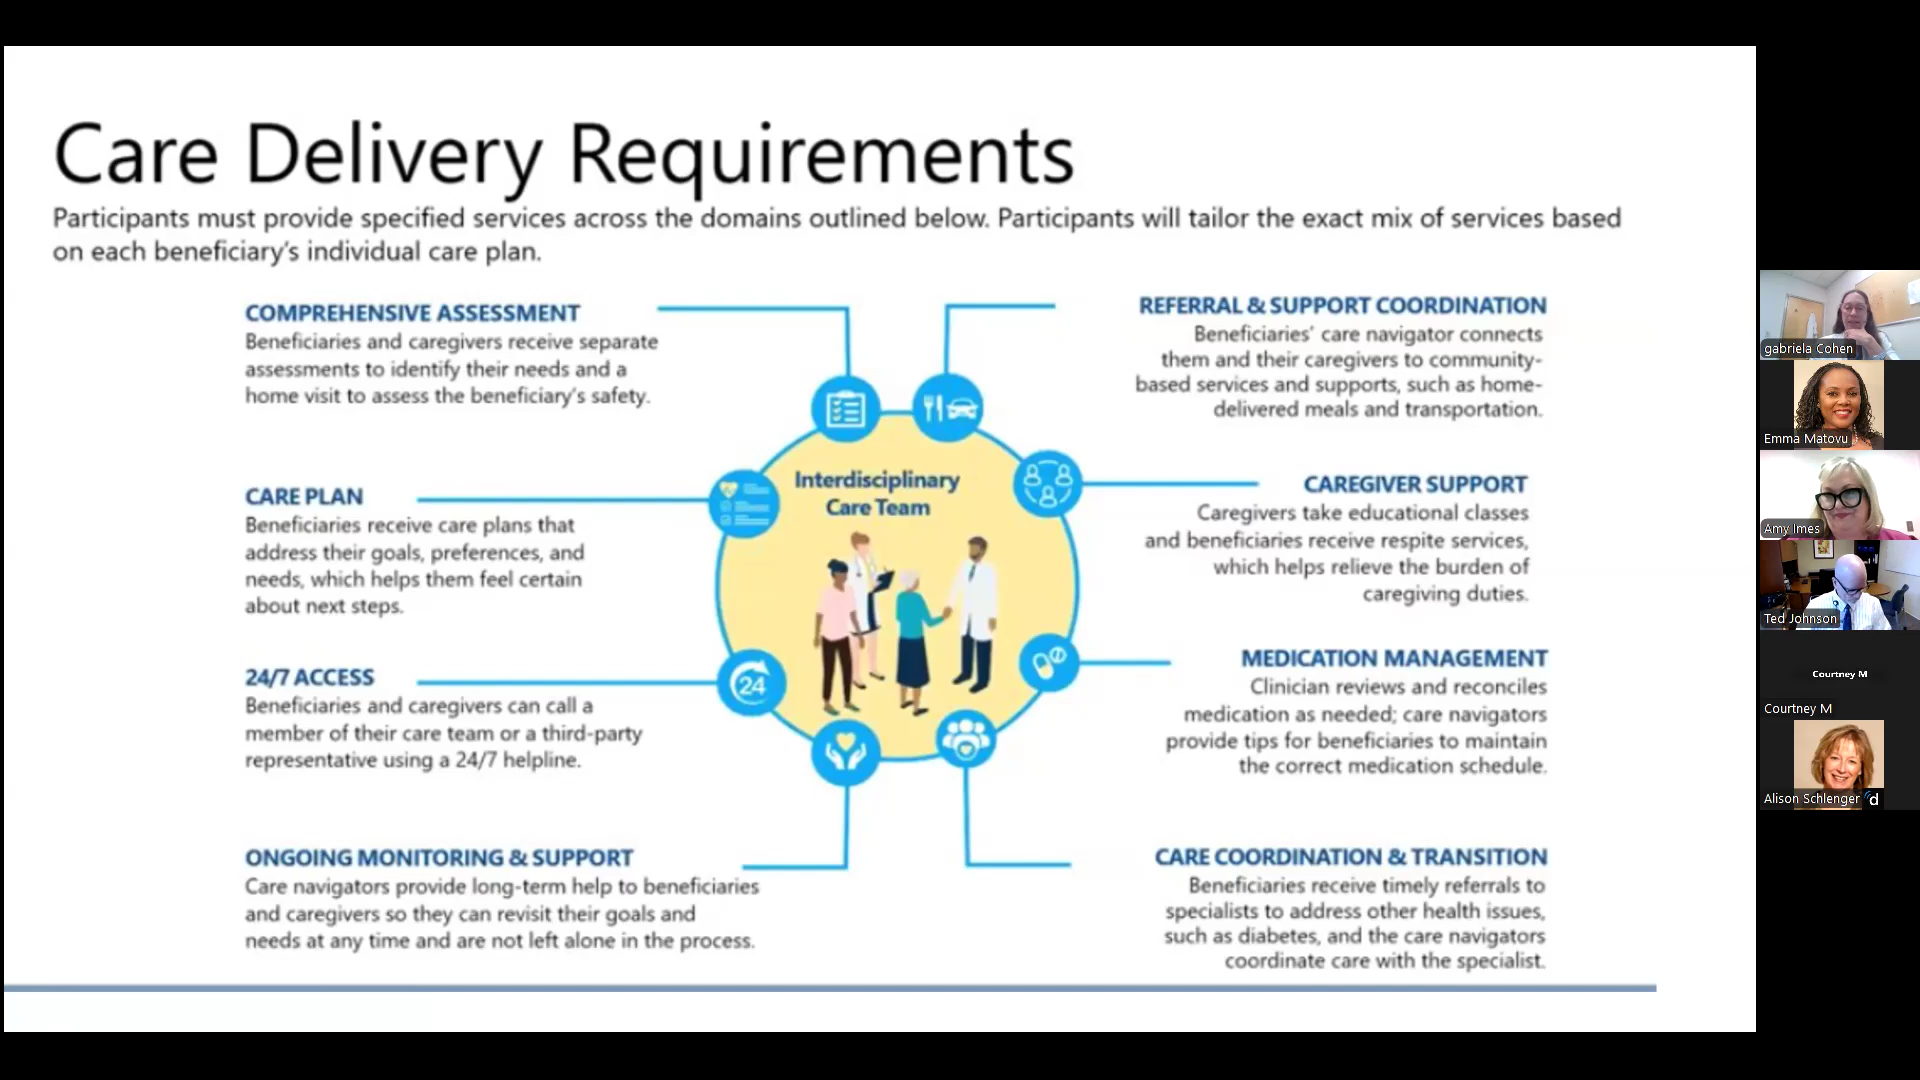 Care Delivery Requirements
Participants must provide specified services across the domains outlined below. Participants will tailor the exact mix of services based
on each beneficiary's individual care plan.
COMPREHENSIVE ASSESSMENT
Beneficiaries and caregivers receive separate
assessments to identify their needs and a
home visit to assess the beneficiary's safety.
CARE PLAN
Beneficiaries receive care plans that
address their goals, preferences, and
needs, which helps them feel certain
about next steps.
24/7 ACCESS
Beneficiaries and caregivers can call a
member of their care team or a third-party
representative using a 24/7 helpline.
ONGOING MONITORING & SUPPORT
Care navigators provide long-term help to beneficiaries
and caregivers so they can revisit their goals and
needs at any time and are not left alone in the process.
Interdisciplinary
Care Team
24
REFERRAL & SUPPORT COORDINATION
Beneficiaries' care navigator connects
them and their caregivers to community-
based services and supports, such as home-
delivered meals and transportation.
CAREGIVER SUPPORT
Caregivers take educational classes
and beneficiaries receive respite services,
which helps relieve the burden of
caregiving duties.
MEDICATION MANAGEMENT
Clinician reviews and reconciles
medication as needed; care navigators
provide tips for beneficiaries to maintain
the correct medication schedule.
CARE COORDINATION & TRANSITION
Beneficiaries receive timely referrals to
specialists to address other health issues,
such as diabetes, and the care navigators
coordinate care with the specialist.
gabriela Cohen
Emma Matovu
Amy Imes
Ted Johnson
Courtney M
Courtney M
Alison Schlenger
d